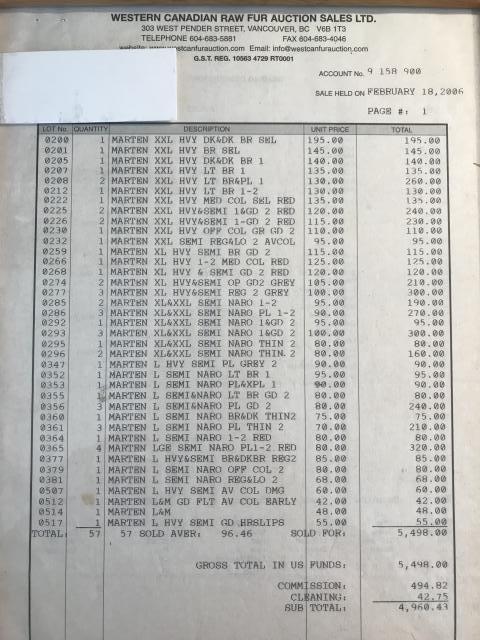 WESTERN CANADIAN RAW FUR AUCTION SALES LTD.
303 WEST PENDER STREET, VANCOUVER, BC V6B 1T3
TELEPHONE 604-683-5881 FAX 604-683-4046
website: www.westcanfurauction.com Email: info@westcanfurauction.com
G.S.T. REG. 10563 4729 RT0001
ACCOUNT No. 9 158 900
SALE HELD ON FEBRUARY 18,2006
PAGE #: 1
LOT No. QUANTITY DESCRIPTION UNIT PRICE TOTAL
0200 1 MARTEN XXL HVY DK&DK BR SEL 195.00 195.00
0201 1 MARTEN XXL HVY BR SEL 145.00 145.00
0205 1 MARTEN XXL HVY DK&DK BR 1 140.00 140.00
0207 1 MARTEN XXL HVY LT BR 1 135.00 135.00
0208 2 MARTEN XXL HVY LT BR&PL 1 130.00 260.00
0212 1 MARTEN XXL HVY LT BR 1-2 130.00 130.00
0222 1 MARTEN XXL HVY MED COL SEL RED 135.00 135.00
0225 2 MARTEN XXL HVY&SEMI 1&GD 2 RED 120.00 240.00
0226 2 MARTEN XXL HVY&SEMI 1-GD 2 RED 115.00 230.00
0230 1 MARTEN XXL HVY OFF COL GR GD 2 110.00 110.00
0232 1 MARTEN XXL SEMI REG&LO 2 AVCOL 95.00 95.00
0259 1 MARTEN XL HVY SEMI BR GD 2 115.00 115.00
0266 1 MARTEN XL HVY 1-2 MED COL RED 125.00 125.00
0268 1 MARTEN XL HVY & SEMI GD 2 RED 120.00 120.00
0274 2 MARTEN XL HVY&SEMI OP GD2 GREY 105.00 210.00
0277 3 MARTEN XL HVY&SEMI REG 2 GREY 100.00 300.00
0285 2 MARTEN XL&XXL SEMI NARO 1-2 95.00 190.00
0286 3 MARTEN XL&XXL SEMI NARO PL 1-2 90.00 270.00
0292 1 MARTEN XL&XXL SEMI NARO 1&GD 2 95.00 95.00
0293 3 MARTEN XL&XXL SEMI NARO 1&GD 2 100.00 300.00
0295 1 MARTEN XL&XXL SEMI NARO THIN 2 80.00 80.00
0296 2 MARTEN XL&XXL SEMI NARO THIN 2 80.00 160.00
0347 1 MARTEN L HVY SEMI PL GREY 2 90.00 90.00
0352 1 MARTEN L SEMI NARO LT BR 1 95.00 95.00
0353 1 MARTEN L SEMI NARO PL&XPL 1 90.00 90.00
0355 1 MARTEN L SEMI&NARO LT BR GD 2 80.00 80.00
0356 3 MARTEN L SEMI&NARO PL GD 2 80.00 240.00
0360 1 MARTEN L SEMI NARO BR&DK THIN2 75.00 75.00
0361 3 MARTEN L SEMI NARO PL THIN 2 70.00 210.00
0364 1 MARTEN L SEMI NARO 1-2 RED 80.00 80.00
0365 4 MARTEN LGE SEMI NARO PL1-2 RED 80.00 320.00
0377 1 MARTEN L HVY&SEMI BR&DKBR REG2 85.00 85.00
0379 1 MARTEN L SEMI NARO OFF COL 2 80.00 80.00
0381 1 MARTEN L SEMI NARO REG&LO 2 68.00 68.00
0507 1 MARTEN L HVY SEMI AV COL DMG 60.00 60.00
0512 1 MARTEN L&M GD FLT AV COL EARLY 42.00 42.00
0514 1 MARTEN L&M 48.00 48.00
0517 1 MARTEN L HVY SEMI GD HRSLIPS 55.00 55.00
TOTAL: 57 57 SOLD AVER: 96.46 SOLD FOR: 5,498.00
GROSS TOTAL IN US FUNDS: 5,498.00
COMMISSION: 494.82
CLEANING: 42.75
SUB TOTAL: 4,960.43